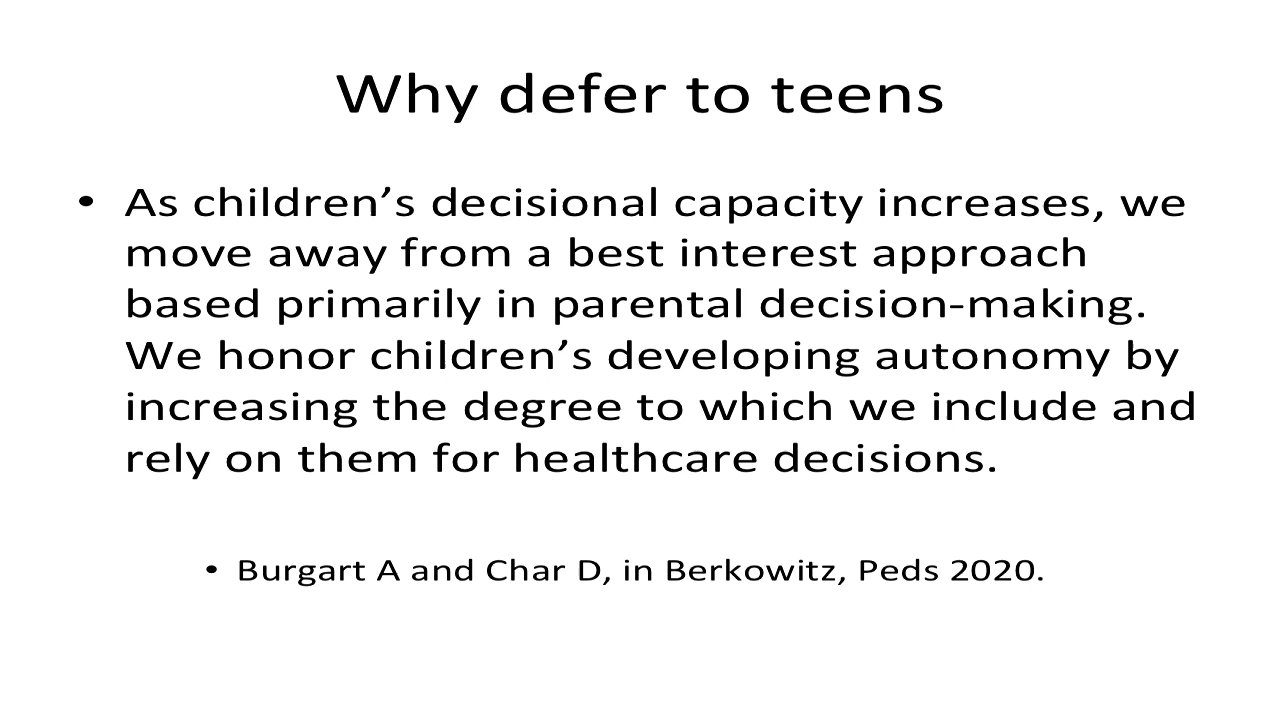 Why defer to teens
• As children’s decisional capacity increases, we
move away from a best interest approach
based primarily in parental decision-making.
We honor children’s developing autonomy by
increasing the degree to which we include and
rely on them for healthcare decisions.
• Burgart A and Char D, in Berkowitz, Peds 2020.